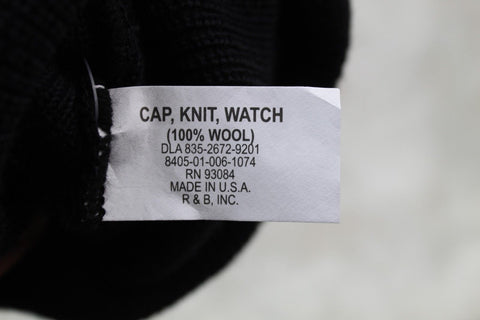 CAP, KNIT, WATCH
(100% WOOL)
DLA 835-2672-9201
8405-01-006-1074
RN 93084
MADE IN U.S.A.
R & B, INC.